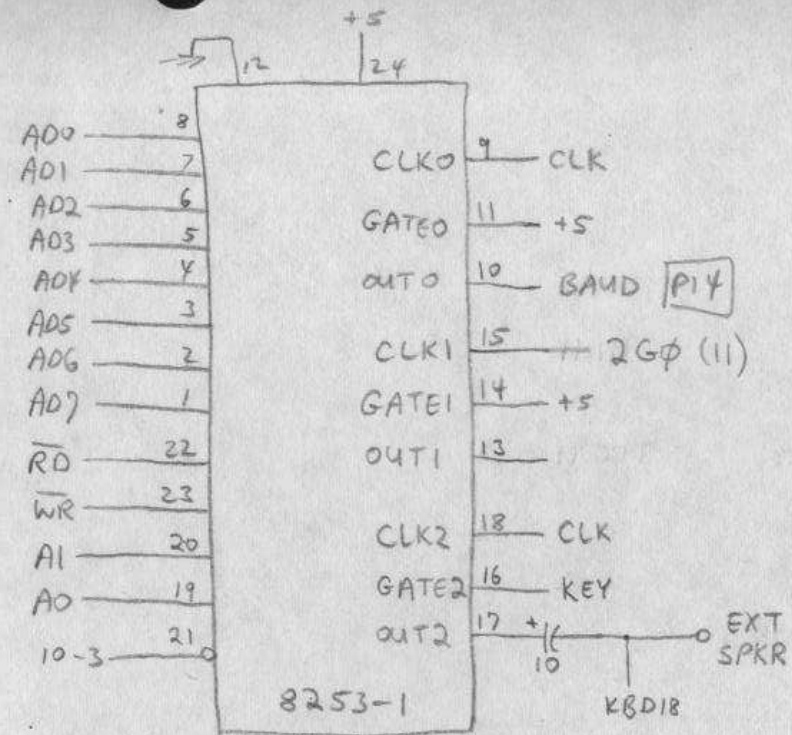 +5
12
24
AD0 8
AD1 7
AD2 6
AD3 5
AD4 4
AD5 3
AD6 2
AD7 1
R̅D̅ 22
W̅R̅ 23
A1 20
A0 19
10-3 21
CLK0 9 CLK
GATE0 11 +5
OUT0 10 BAUD P14
CLK1 15 2Gϕ (11)
GATE1 14 +5
OUT1 13
CLK2 18 CLK
GATE2 16 KEY
OUT2 17 + 10 EXT SPKR
KBD18
8253-1